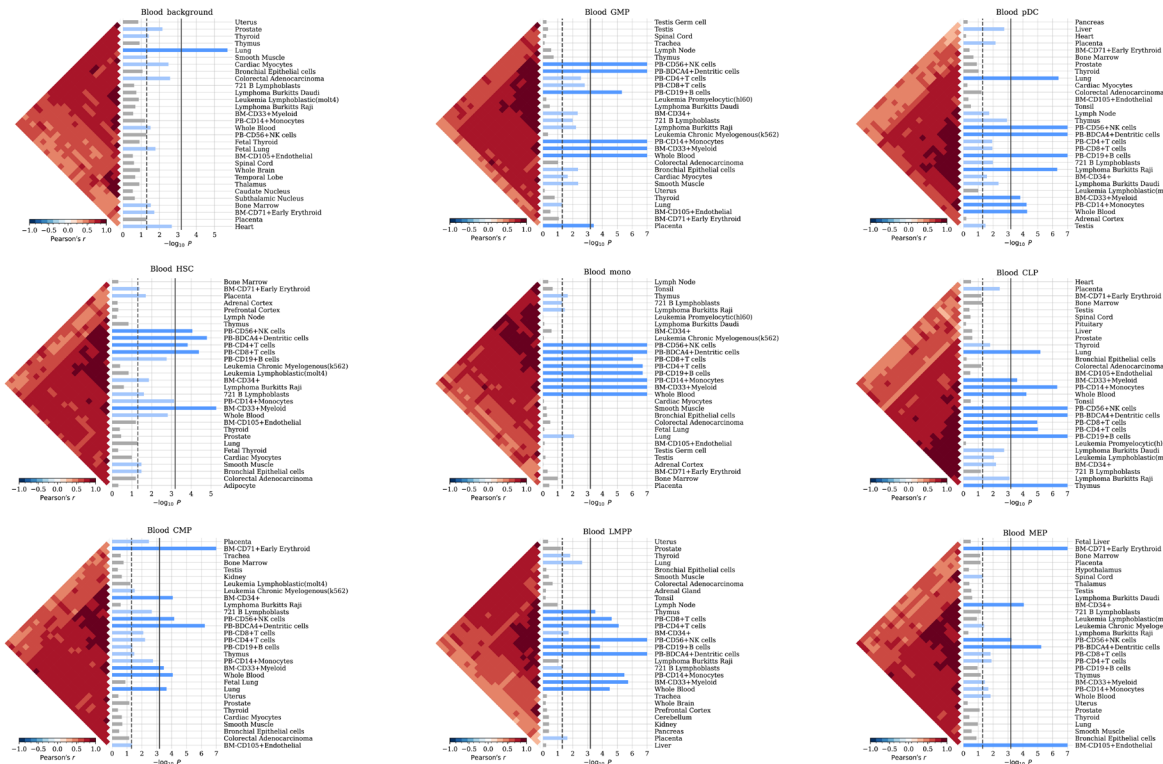 Blood background
Uterus
Prostate
Thyroid
Thymus
Lung
Smooth Muscle
Cardiac Myocytes
Bronchial Epithelial cells
Colorectal Adenocarcinoma
721 B Lymphoblasts
Lymphoma Burkitts Daudi
Leukemia Lymphoblastic(molt4)
Lymphoma Burkitts Raji
BM-CD33+Myeloid
PB-CD14+Monocytes
Whole Blood
PB-CD56+NK cells
Fetal Thyroid
Fetal Lung
BM-CD105+Endothelial
Spinal Cord
Whole Brain
Temporal Lobe
Thalamus
Caudate Nucleus
Subthalamic Nucleus
Bone Marrow
BM-CD71+Early Erythroid
Placenta
Heart
−1.0 −0.5 0.0 0.5 1.0
Pearson's r
0 1 2 3 4 5
−log₁₀ P
Blood GMP
Testis Germ cell
Testis
Spinal Cord
Trachea
Lymph Node
Thymus
PB-CD56+NK cells
PB-BDCA4+Dentritic cells
PB-CD4+T cells
PB-CD8+T cells
PB-CD19+B cells
Leukemia Promyelocytic(hl60)
Lymphoma Burkitts Daudi
BM-CD34+
721 B Lymphoblasts
Lymphoma Burkitts Raji
Leukemia Chronic Myelogenous(k562)
PB-CD14+Monocytes
BM-CD33+Myeloid
Whole Blood
Colorectal Adenocarcinoma
Bronchial Epithelial cells
Cardiac Myocytes
Smooth Muscle
Uterus
Thyroid
Lung
BM-CD105+Endothelial
BM-CD71+Early Erythroid
Placenta
−1.0 −0.5 0.0 0.5 1.0
Pearson's r
0 1 2 3 4 5 6 7
−log₁₀ P
Blood pDC
Pancreas
Liver
Heart
Placenta
BM-CD71+Early Erythroid
Bone Marrow
Prostate
Thyroid
Lung
Cardiac Myocytes
Colorectal Adenocarcinoma
BM-CD105+Endothelial
Tonsil
Lymph Node
Thymus
PB-CD56+NK cells
PB-BDCA4+Dentritic cells
PB-CD4+T cells
PB-CD8+T cells
PB-CD19+B cells
721 B Lymphoblasts
Lymphoma Burkitts Raji
BM-CD34+
Lymphoma Burkitts Daudi
Leukemia Lymphoblastic(m
BM-CD33+Myeloid
PB-CD14+Monocytes
Whole Blood
Adrenal Cortex
Testis
−1.0 −0.5 0.0 0.5 1.0
Pearson's r
0 1 2 3 4 5 6 7
−log₁₀ P
Blood HSC
Bone Marrow
BM-CD71+Early Erythroid
Placenta
Adrenal Cortex
Prefrontal Cortex
Lymph Node
Thymus
PB-CD56+NK cells
PB-BDCA4+Dentritic cells
PB-CD4+T cells
PB-CD8+T cells
PB-CD19+B cells
Leukemia Chronic Myelogenous(k562)
Leukemia Lymphoblastic(molt4)
BM-CD34+
Lymphoma Burkitts Raji
721 B Lymphoblasts
PB-CD14+Monocytes
BM-CD33+Myeloid
Whole Blood
BM-CD105+Endothelial
Thyroid
Prostate
Lung
Fetal Thyroid
Cardiac Myocytes
Smooth Muscle
Bronchial Epithelial cells
Colorectal Adenocarcinoma
Adipocyte
−1.0 −0.5 0.0 0.5 1.0
Pearson's r
0 1 2 3 4 5
−log₁₀ P
Blood mono
Lymph Node
Tonsil
Thymus
721 B Lymphoblasts
Lymphoma Burkitts Raji
Leukemia Promyelocytic(hl60)
Lymphoma Burkitts Daudi
BM-CD34+
Leukemia Chronic Myelogenous(k562)
PB-CD56+NK cells
PB-BDCA4+Dentritic cells
PB-CD8+T cells
PB-CD4+T cells
PB-CD19+B cells
PB-CD14+Monocytes
BM-CD33+Myeloid
Whole Blood
Cardiac Myocytes
Smooth Muscle
Bronchial Epithelial cells
Colorectal Adenocarcinoma
Fetal Lung
Lung
BM-CD105+Endothelial
Testis Germ cell
Testis
Adrenal Cortex
BM-CD71+Early Erythroid
Bone Marrow
Placenta
−1.0 −0.5 0.0 0.5 1.0
Pearson's r
0 1 2 3 4 5 6 7
−log₁₀ P
Blood CLP
Heart
Placenta
BM-CD71+Early Erythroid
Bone Marrow
Testis
Spinal Cord
Pituitary
Liver
Prostate
Thyroid
Lung
Bronchial Epithelial cells
Colorectal Adenocarcinoma
BM-CD105+Endothelial
BM-CD33+Myeloid
PB-CD14+Monocytes
Whole Blood
Tonsil
PB-CD56+NK cells
PB-BDCA4+Dentritic cells
PB-CD8+T cells
PB-CD4+T cells
PB-CD19+B cells
Leukemia Promyelocytic(hl
Lymphoma Burkitts Daudi
Leukemia Lymphoblastic(m
BM-CD34+
721 B Lymphoblasts
Lymphoma Burkitts Raji
Thymus
−1.0 −0.5 0.0 0.5 1.0
Pearson's r
0 1 2 3 4 5 6 7
−log₁₀ P
Blood CMP
Placenta
BM-CD71+Early Erythroid
Trachea
Bone Marrow
Testis
Kidney
Leukemia Lymphoblastic(molt4)
Leukemia Chronic Myelogenous(k562)
BM-CD34+
Lymphoma Burkitts Raji
721 B Lymphoblasts
PB-CD56+NK cells
PB-BDCA4+Dentritic cells
PB-CD8+T cells
PB-CD4+T cells
PB-CD19+B cells
Thymus
PB-CD14+Monocytes
BM-CD33+Myeloid
Whole Blood
Fetal Lung
Lung
Uterus
Prostate
Thyroid
Cardiac Myocytes
Smooth Muscle
Bronchial Epithelial cells
Colorectal Adenocarcinoma
BM-CD105+Endothelial
−1.0 −0.5 0.0 0.5 1.0
Pearson's r
0 1 2 3 4 5 6 7
−log₁₀ P
Blood LMPP
Uterus
Prostate
Thyroid
Lung
Bronchial Epithelial cells
Smooth Muscle
Colorectal Adenocarcinoma
Adrenal Gland
Tonsil
Lymph Node
Thymus
PB-CD8+T cells
PB-CD4+T cells
BM-CD34+
PB-CD56+NK cells
PB-CD19+B cells
PB-BDCA4+Dentritic cells
Lymphoma Burkitts Raji
721 B Lymphoblasts
PB-CD14+Monocytes
BM-CD33+Myeloid
Whole Blood
Trachea
Whole Brain
Prefrontal Cortex
Cerebellum
Kidney
Pancreas
Placenta
Liver
−1.0 −0.5 0.0 0.5 1.0
Pearson's r
0 1 2 3 4 5 6 7
−log₁₀ P
Blood MEP
Fetal Liver
BM-CD71+Early Erythroid
Bone Marrow
Placenta
Hypothalamus
Spinal Cord
Thalamus
Testis
Lymphoma Burkitts Daudi
BM-CD34+
721 B Lymphoblasts
Leukemia Lymphoblastic(m
Leukemia Chronic Myeloge
Lymphoma Burkitts Raji
PB-CD56+NK cells
PB-BDCA4+Dentritic cells
PB-CD8+T cells
PB-CD4+T cells
PB-CD19+B cells
Thymus
BM-CD33+Myeloid
PB-CD14+Monocytes
Whole Blood
Uterus
Prostate
Thyroid
Lung
Smooth Muscle
Bronchial Epithelial cells
BM-CD105+Endothelial
−1.0 −0.5 0.0 0.5 1.0
Pearson's r
0 1 2 3 4 5 6 7
−log₁₀ P